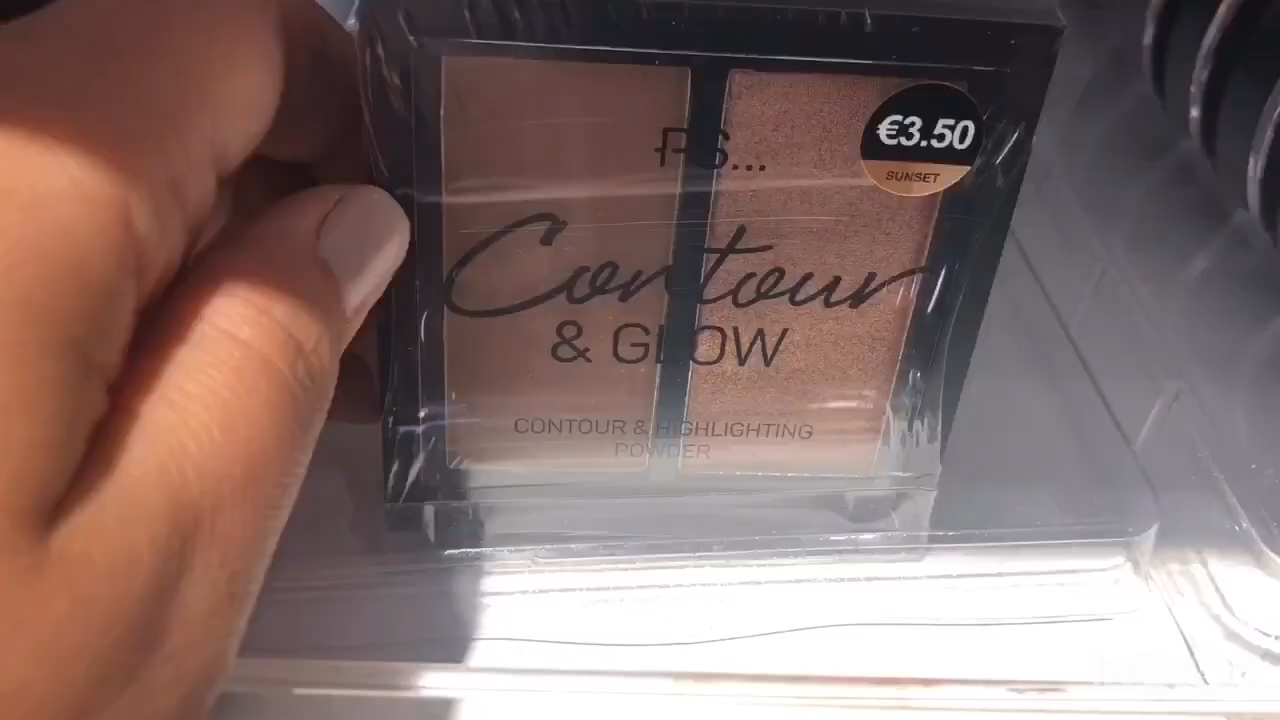 PS...
€3.50
SUNSET
Contour
& GLOW
CONTOUR & HIGHLIGHTING
POWDER